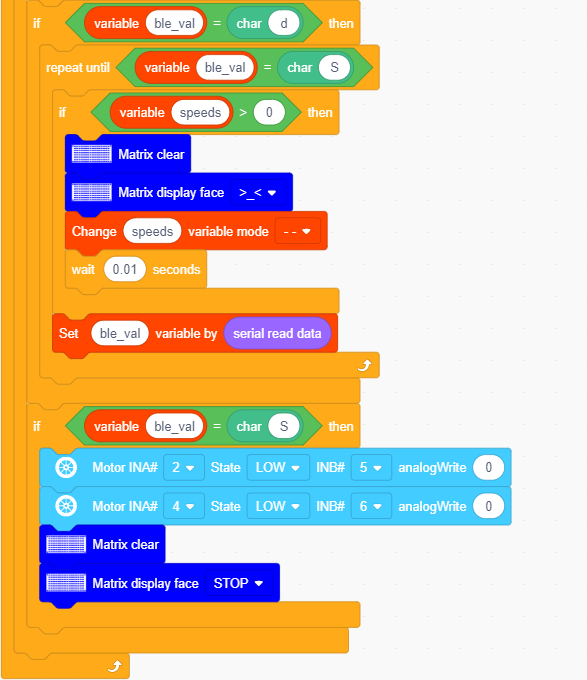 if variable ble_val = char d then
repeat until variable ble_val = char S
if variable speeds > 0 then
Matrix clear
Matrix display face >_<
Change speeds variable mode --
wait 0.01 seconds
Set ble_val variable by serial read data
if variable ble_val = char S then
Motor INA# 2 State LOW INB# 5 analogWrite 0
Motor INA# 4 State LOW INB# 6 analogWrite 0
Matrix clear
Matrix display face STOP